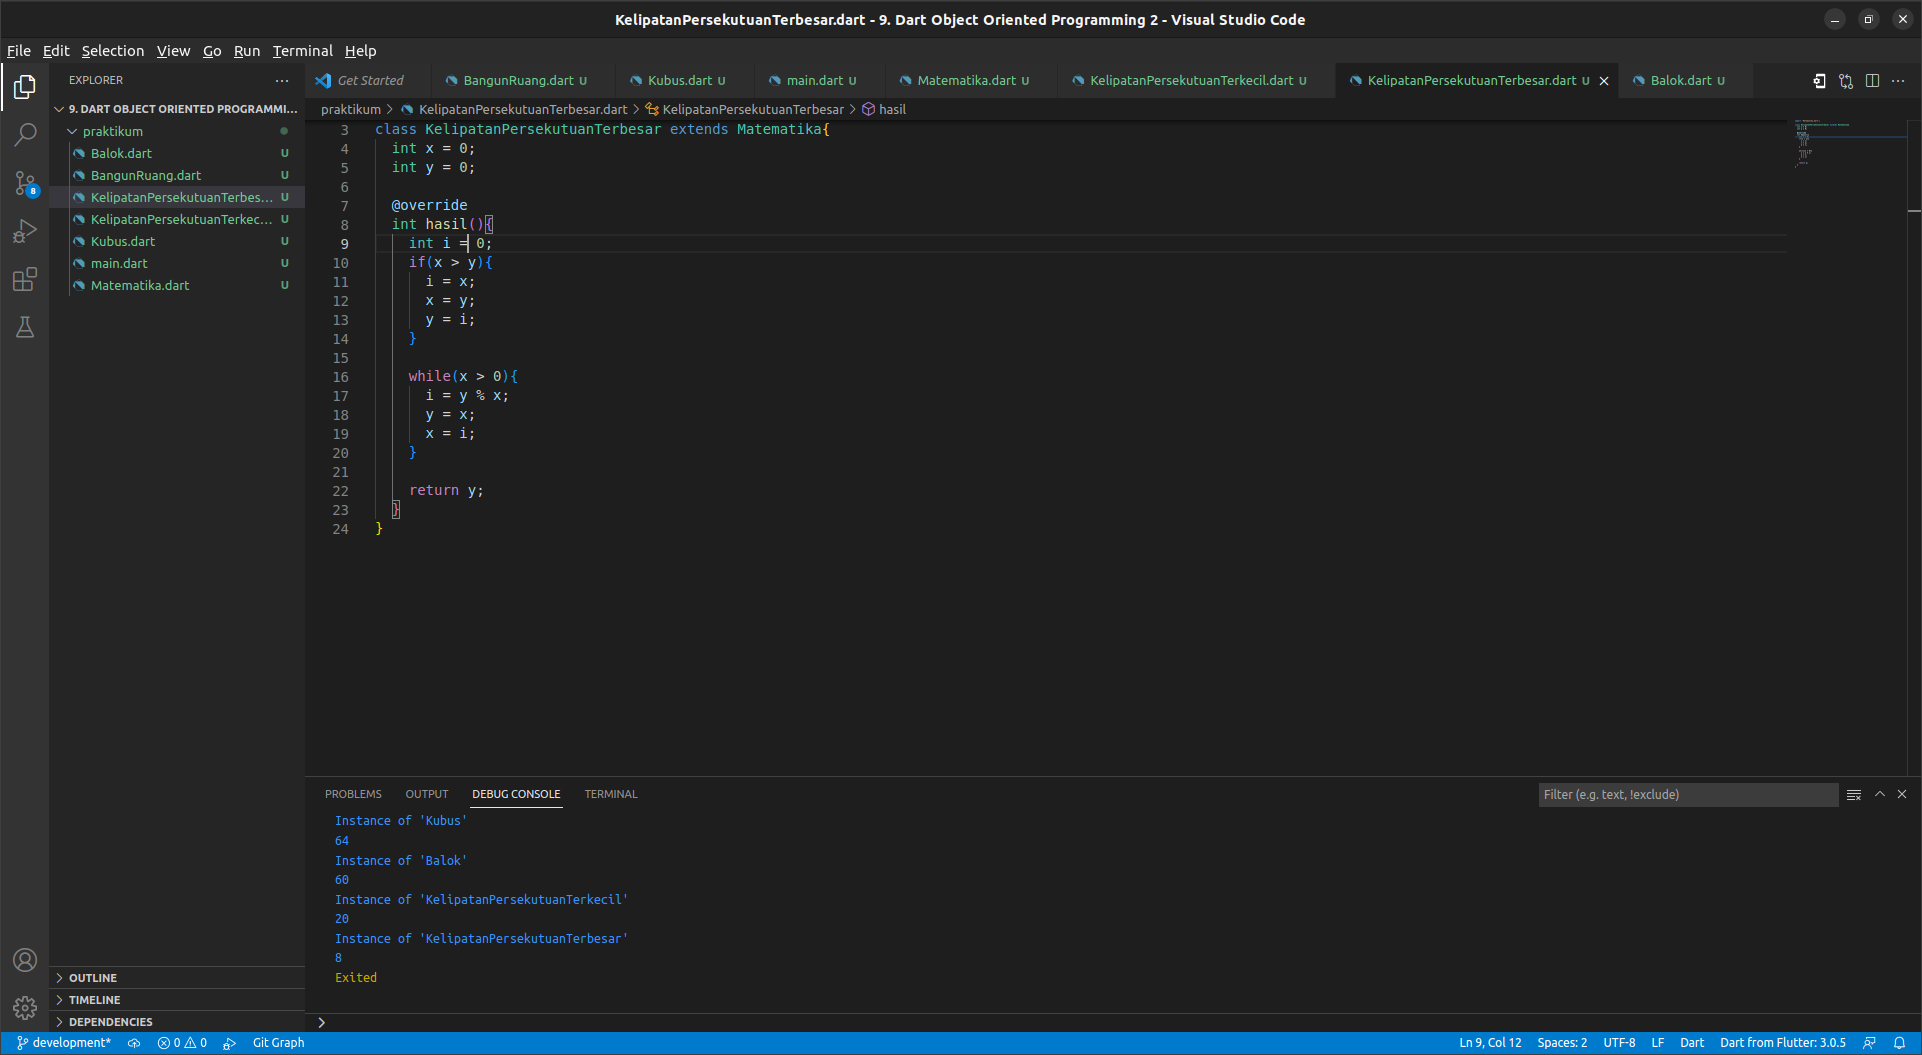 KelipatanPersekutuanTerbesar.dart - 9. Dart Object Oriented Programming 2 - Visual Studio Code
File Edit Selection View Go Run Terminal Help
EXPLORER
9. DART OBJECT ORIENTED PROGRAMMI...
praktikum
Balok.dart U
BangunRuang.dart U
KelipatanPersekutuanTerbes... U
KelipatanPersekutuanTerkec... U
Kubus.dart U
main.dart U
Matematika.dart U
8
OUTLINE
TIMELINE
DEPENDENCIES
Get Started BangunRuang.dart U Kubus.dart U main.dart U Matematika.dart U KelipatanPersekutuanTerkecil.dart U KelipatanPersekutuanTerbesar.dart U Balok.dart U
praktikum > KelipatanPersekutuanTerbesar.dart > KelipatanPersekutuanTerbesar > hasil
3 class KelipatanPersekutuanTerbesar extends Matematika{
4 int x = 0;
5 int y = 0;
6
7 @override
8 int hasil(){
9 int i = 0;
10 if(x > y){
11 i = x;
12 x = y;
13 y = i;
14 }
15
16 while(x > 0){
17 i = y % x;
18 y = x;
19 x = i;
20 }
21
22 return y;
23 }
24 }
PROBLEMS OUTPUT DEBUG CONSOLE TERMINAL
Filter (e.g. text, !exclude)
Instance of 'Kubus'
64
Instance of 'Balok'
60
Instance of 'KelipatanPersekutuanTerkecil'
20
Instance of 'KelipatanPersekutuanTerbesar'
8
Exited
>
development* 0 0 Git Graph Ln 9, Col 12 Spaces: 2 UTF-8 LF Dart Dart from Flutter: 3.0.5